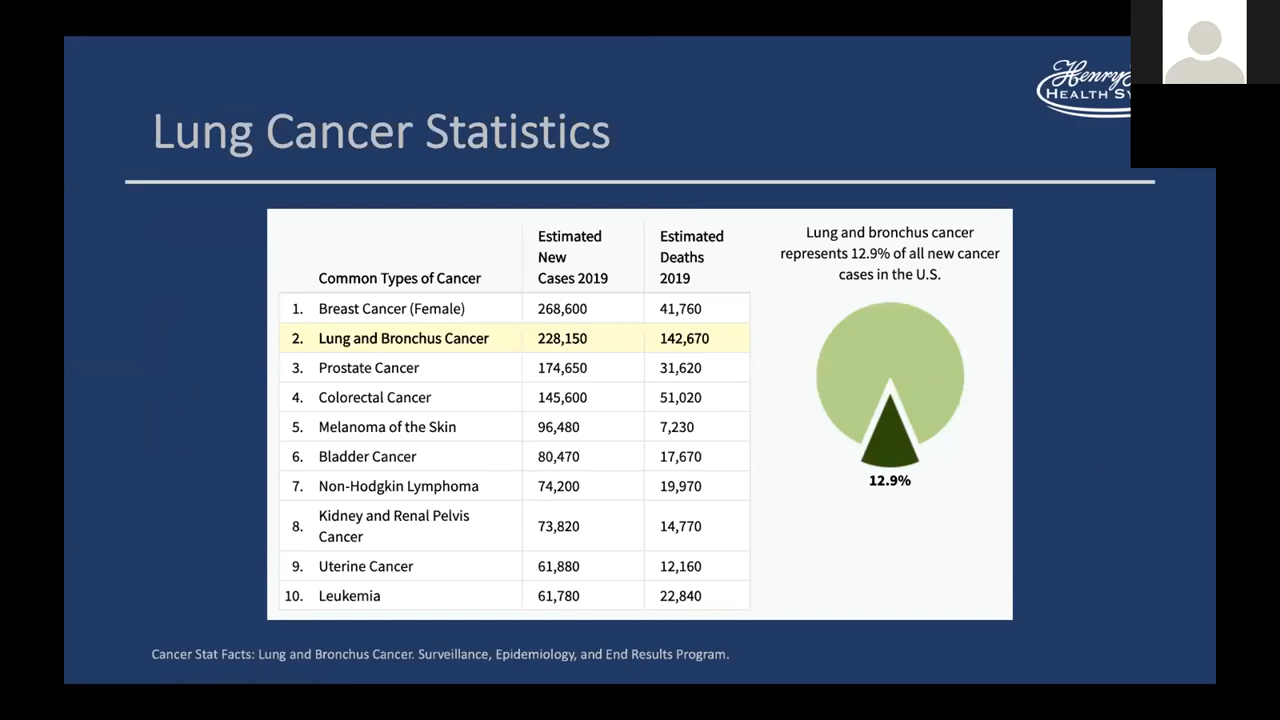 Henry
HEALTH
Lung Cancer Statistics
Estimated
New
Cases 2019
Estimated
Deaths
2019
Common Types of Cancer
1. Breast Cancer (Female) 268,600 41,760
2. Lung and Bronchus Cancer 228,150 142,670
3. Prostate Cancer 174,650 31,620
4. Colorectal Cancer 145,600 51,020
5. Melanoma of the Skin 96,480 7,230
6. Bladder Cancer 80,470 17,670
7. Non-Hodgkin Lymphoma 74,200 19,970
8. Kidney and Renal Pelvis
Cancer 73,820 14,770
9. Uterine Cancer 61,880 12,160
10. Leukemia 61,780 22,840
Lung and bronchus cancer
represents 12.9% of all new cancer
cases in the U.S.
12.9%
Cancer Stat Facts: Lung and Bronchus Cancer. Surveillance, Epidemiology, and End Results Program.